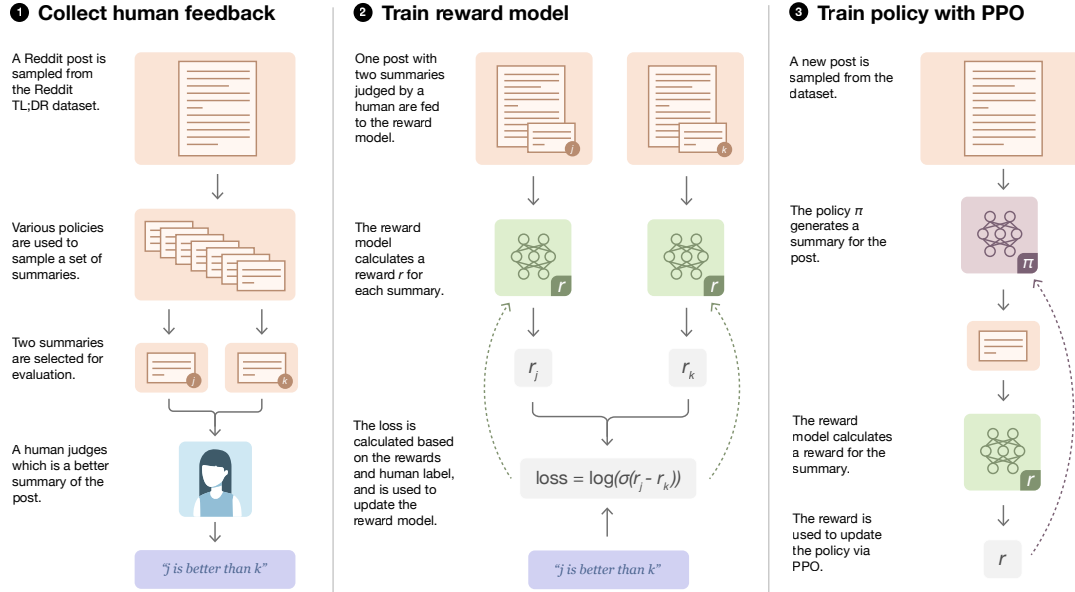 1 Collect human feedback
A Reddit post is
sampled from
the Reddit
TL;DR dataset.
Various policies
are used to
sample a set of
summaries.
Two summaries
are selected for
evaluation.
j
k
A human judges
which is a better
summary of the
post.
“j is better than k”
2 Train reward model
One post with
two summaries
judged by a
human are fed
to the reward
model.
j
k
The reward
model
calculates a
reward r for
each summary.
r
r
r_j
r_k
The loss is
calculated based
on the rewards
and human label,
and is used to
update the
reward model.
loss = log(σ(r_j - r_k))
“j is better than k”
3 Train policy with PPO
A new post is
sampled from the
dataset.
The policy π
generates a
summary for the
post.
π
The reward
model calculates
a reward for the
summary.
r
The reward is
used to update
the policy via
PPO.
r